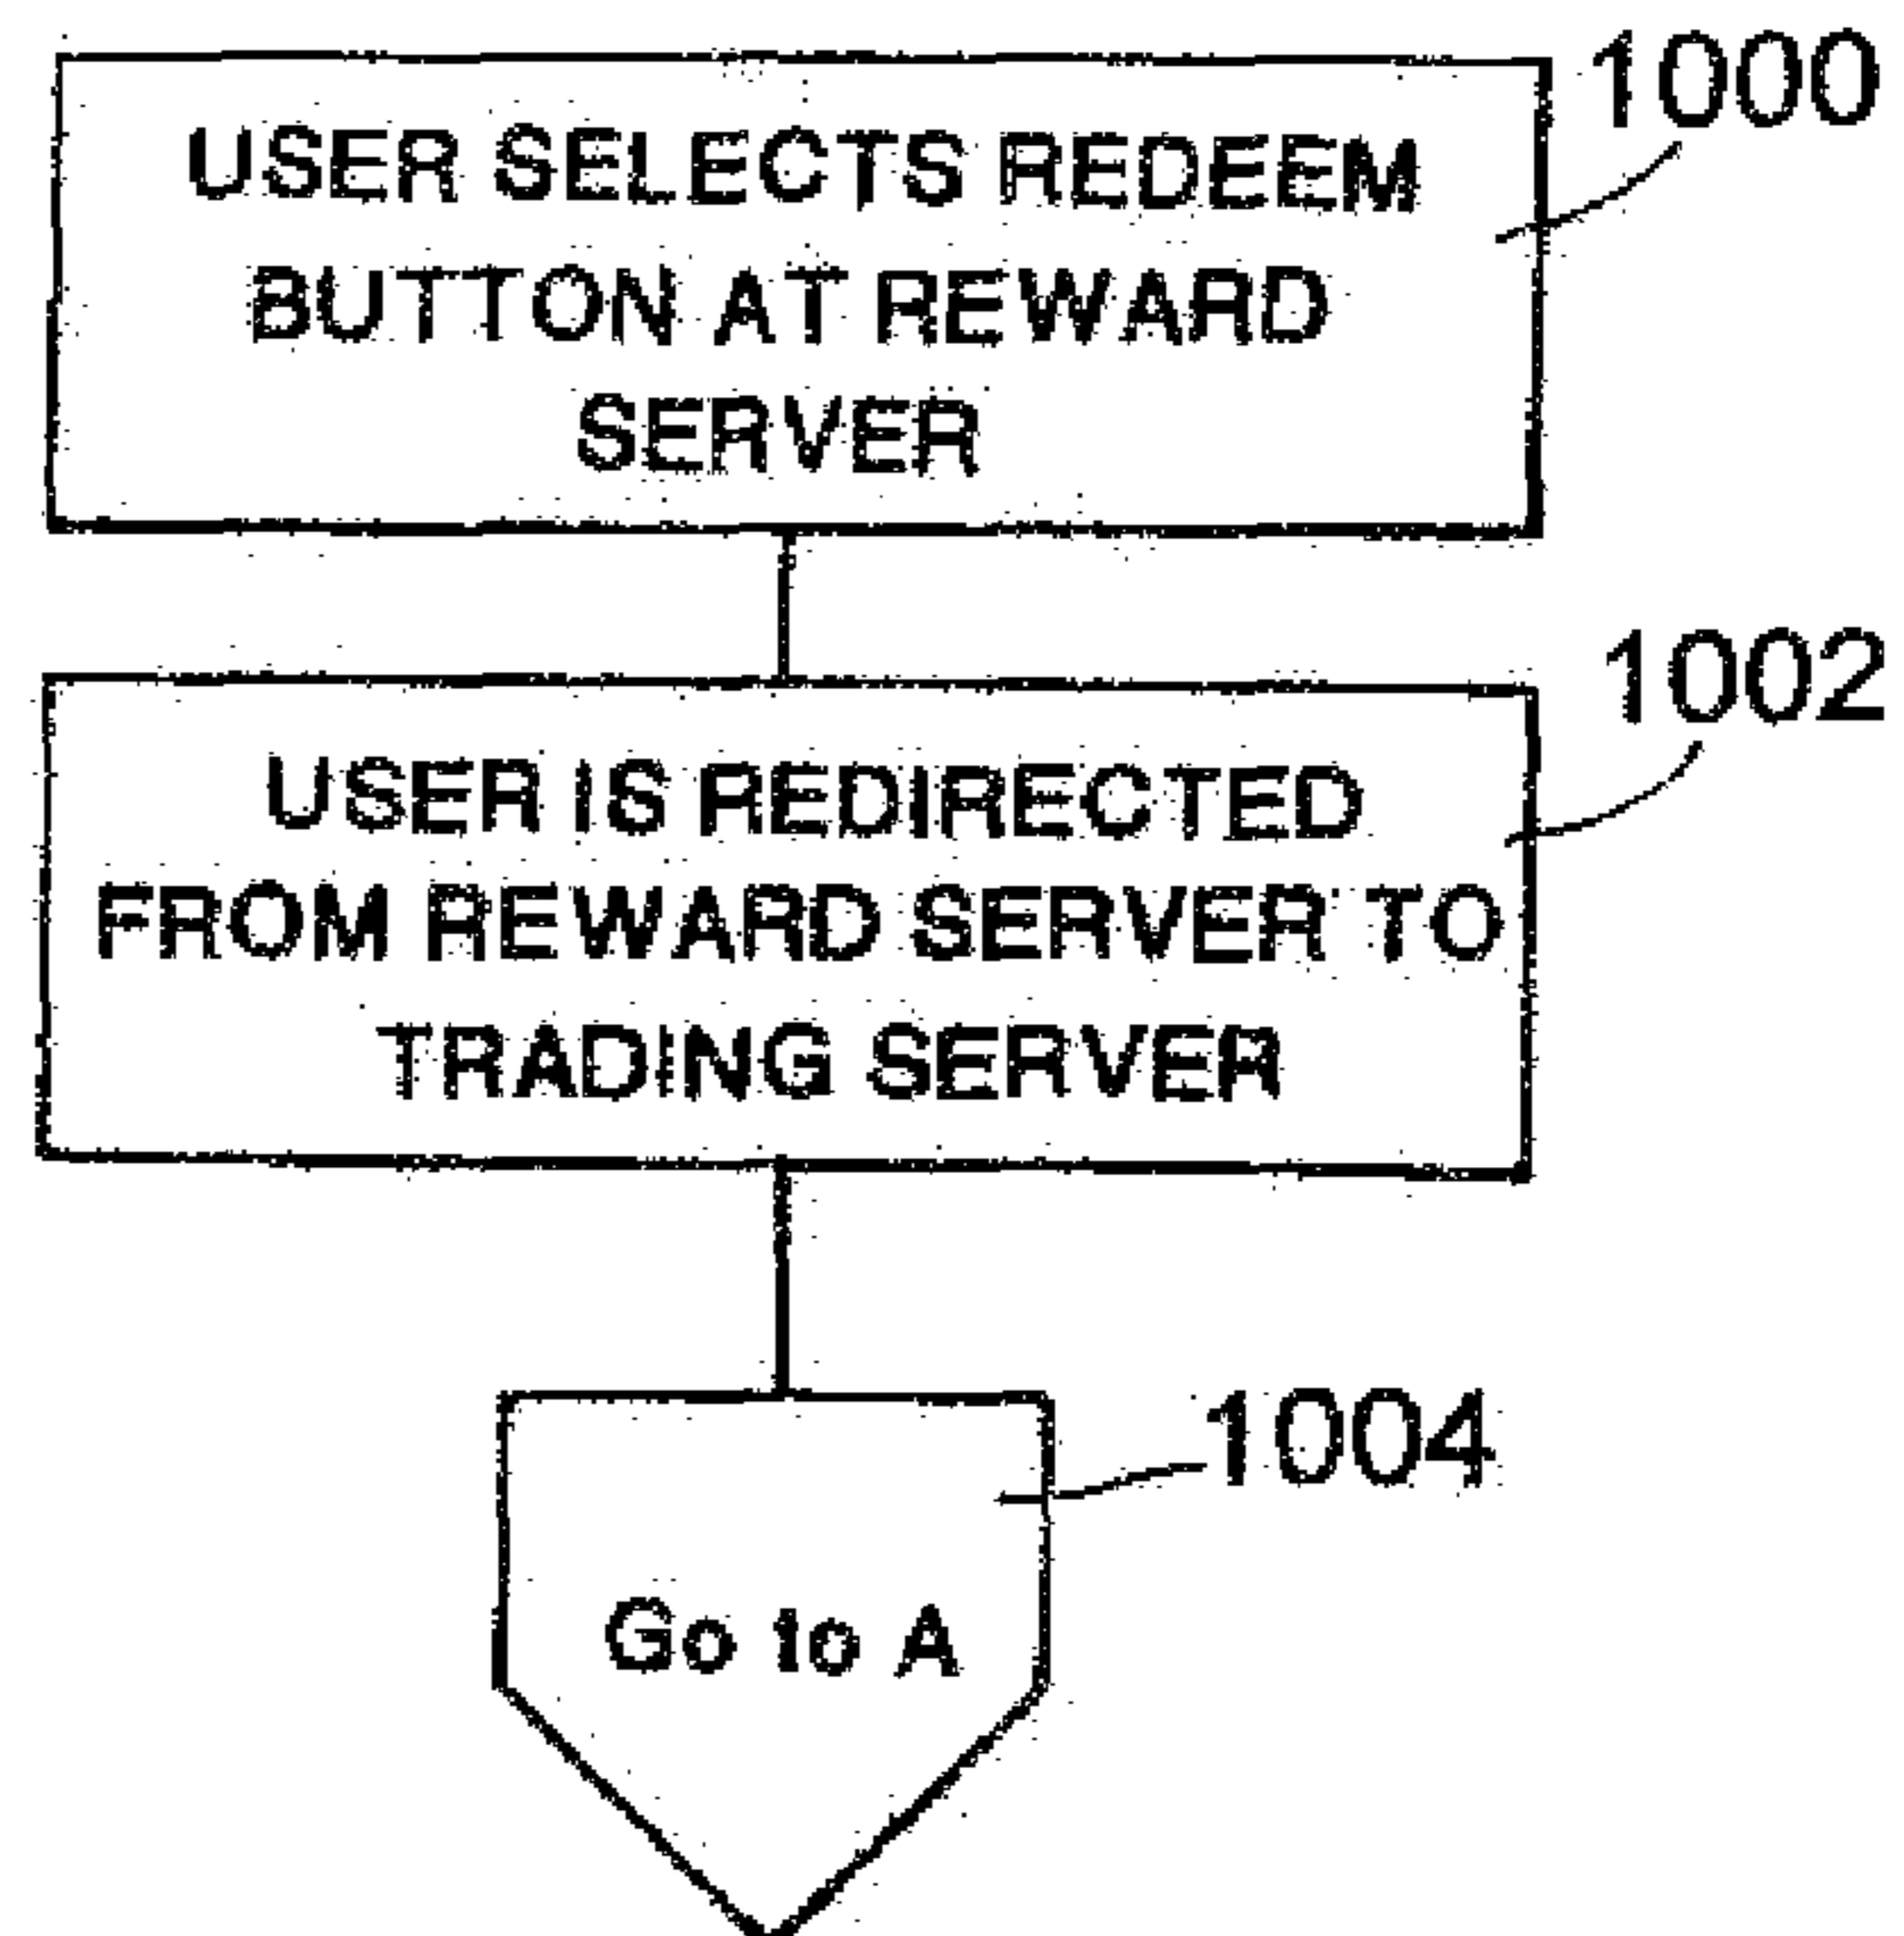 1000
USER SELECTS REDEEM
BUTTON AT REWARD
SERVER
1002
USER IS REDIRECTED
FROM REWARD SERVER TO
TRADING SERVER
1004
Go to A